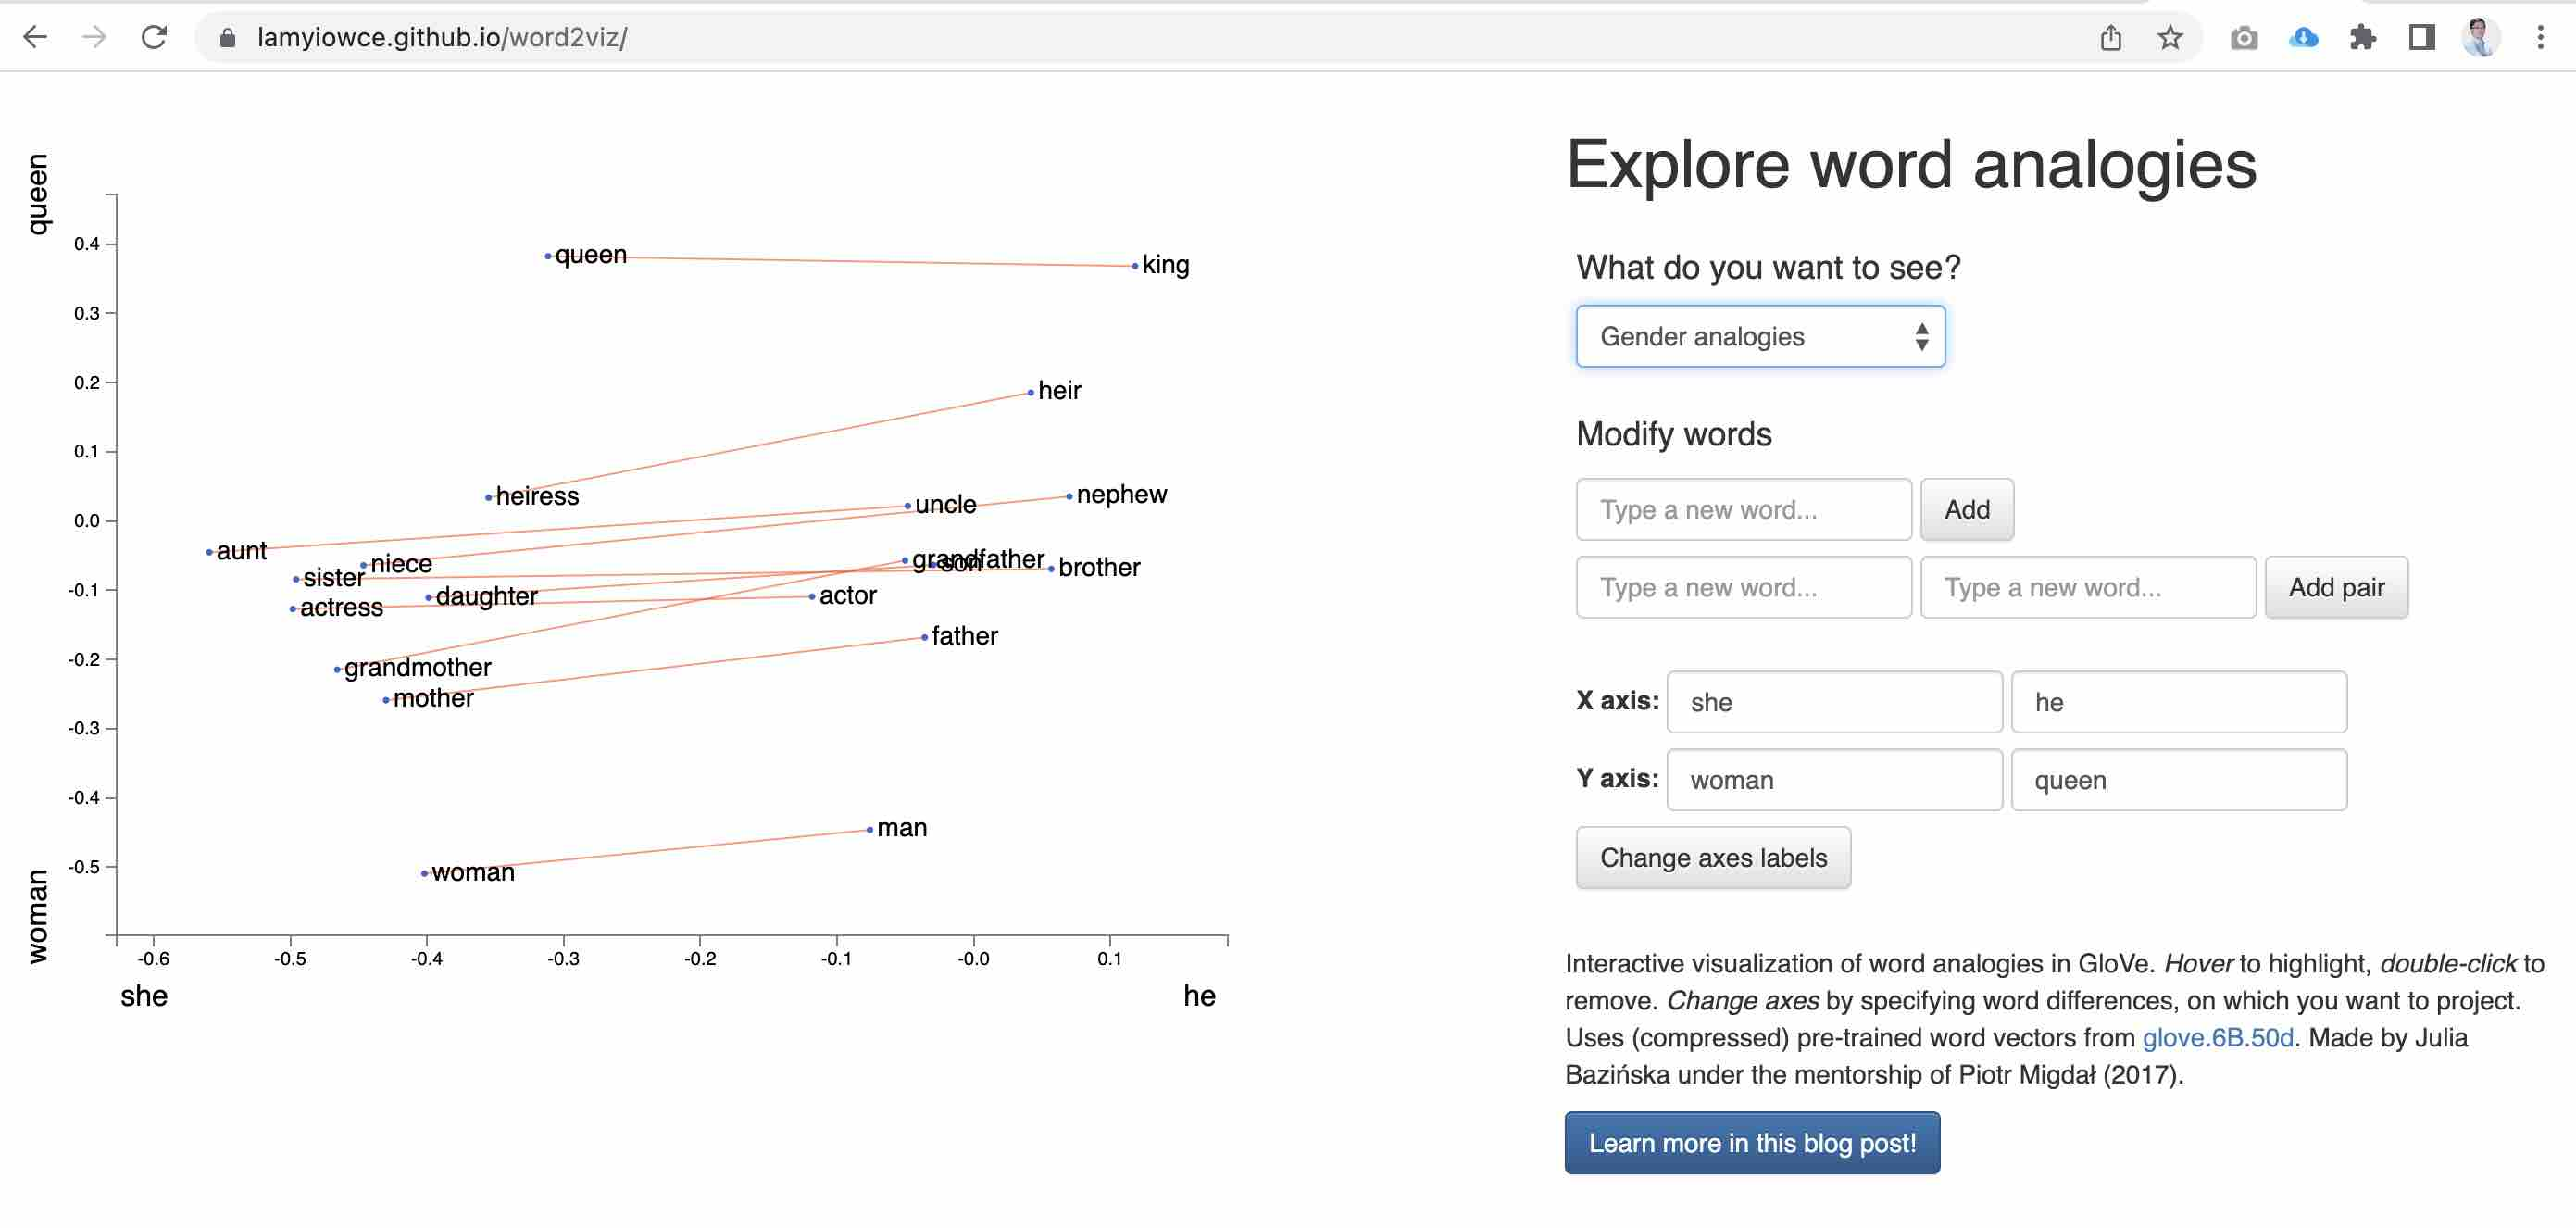 lamyiowce.github.io/word2viz/
Explore word analogies
What do you want to see?
Gender analogies
Modify words
Type a new word... Add
Type a new word... Type a new word... Add pair
X axis: she he
Y axis: woman queen
Change axes labels
Interactive visualization of word analogies in GloVe. Hover to highlight, double-click to
remove. Change axes by specifying word differences, on which you want to project.
Uses (compressed) pre-trained word vectors from glove.6B.50d. Made by Julia
Bazińska under the mentorship of Piotr Migdał (2017).
Learn more in this blog post!
queen
woman
0.4
0.3
0.2
0.1
0.0
-0.1
-0.2
-0.3
-0.4
-0.5
queen king
heir
heiress
nephew
uncle
aunt
niece
grandfather
son
brother
sister
daughter
actor
actress
father
grandmother
mother
man
woman
-0.6 -0.5 -0.4 -0.3 -0.2 -0.1 -0.0 0.1
she he